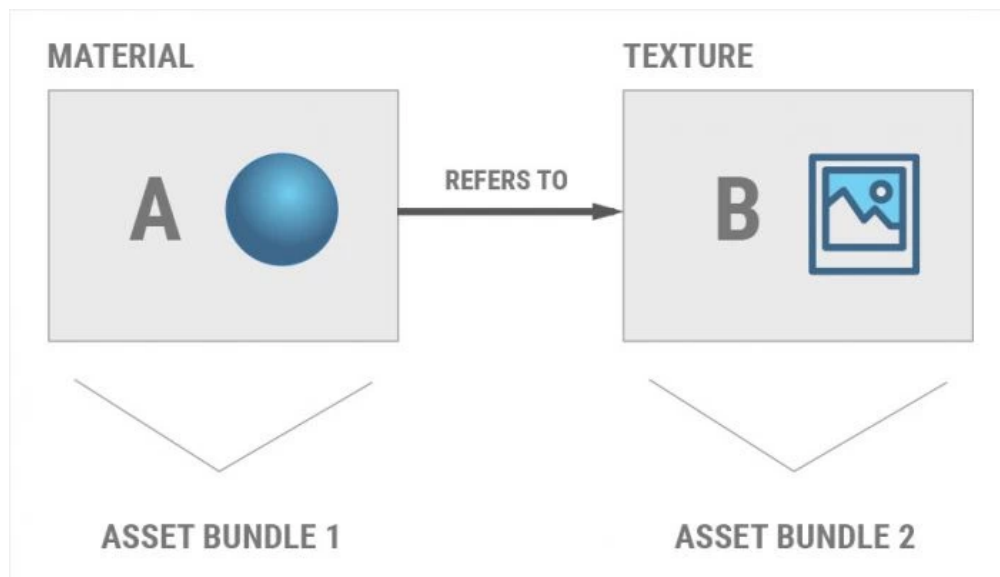 MATERIAL
TEXTURE
A
REFERS TO
B
ASSET BUNDLE 1
ASSET BUNDLE 2